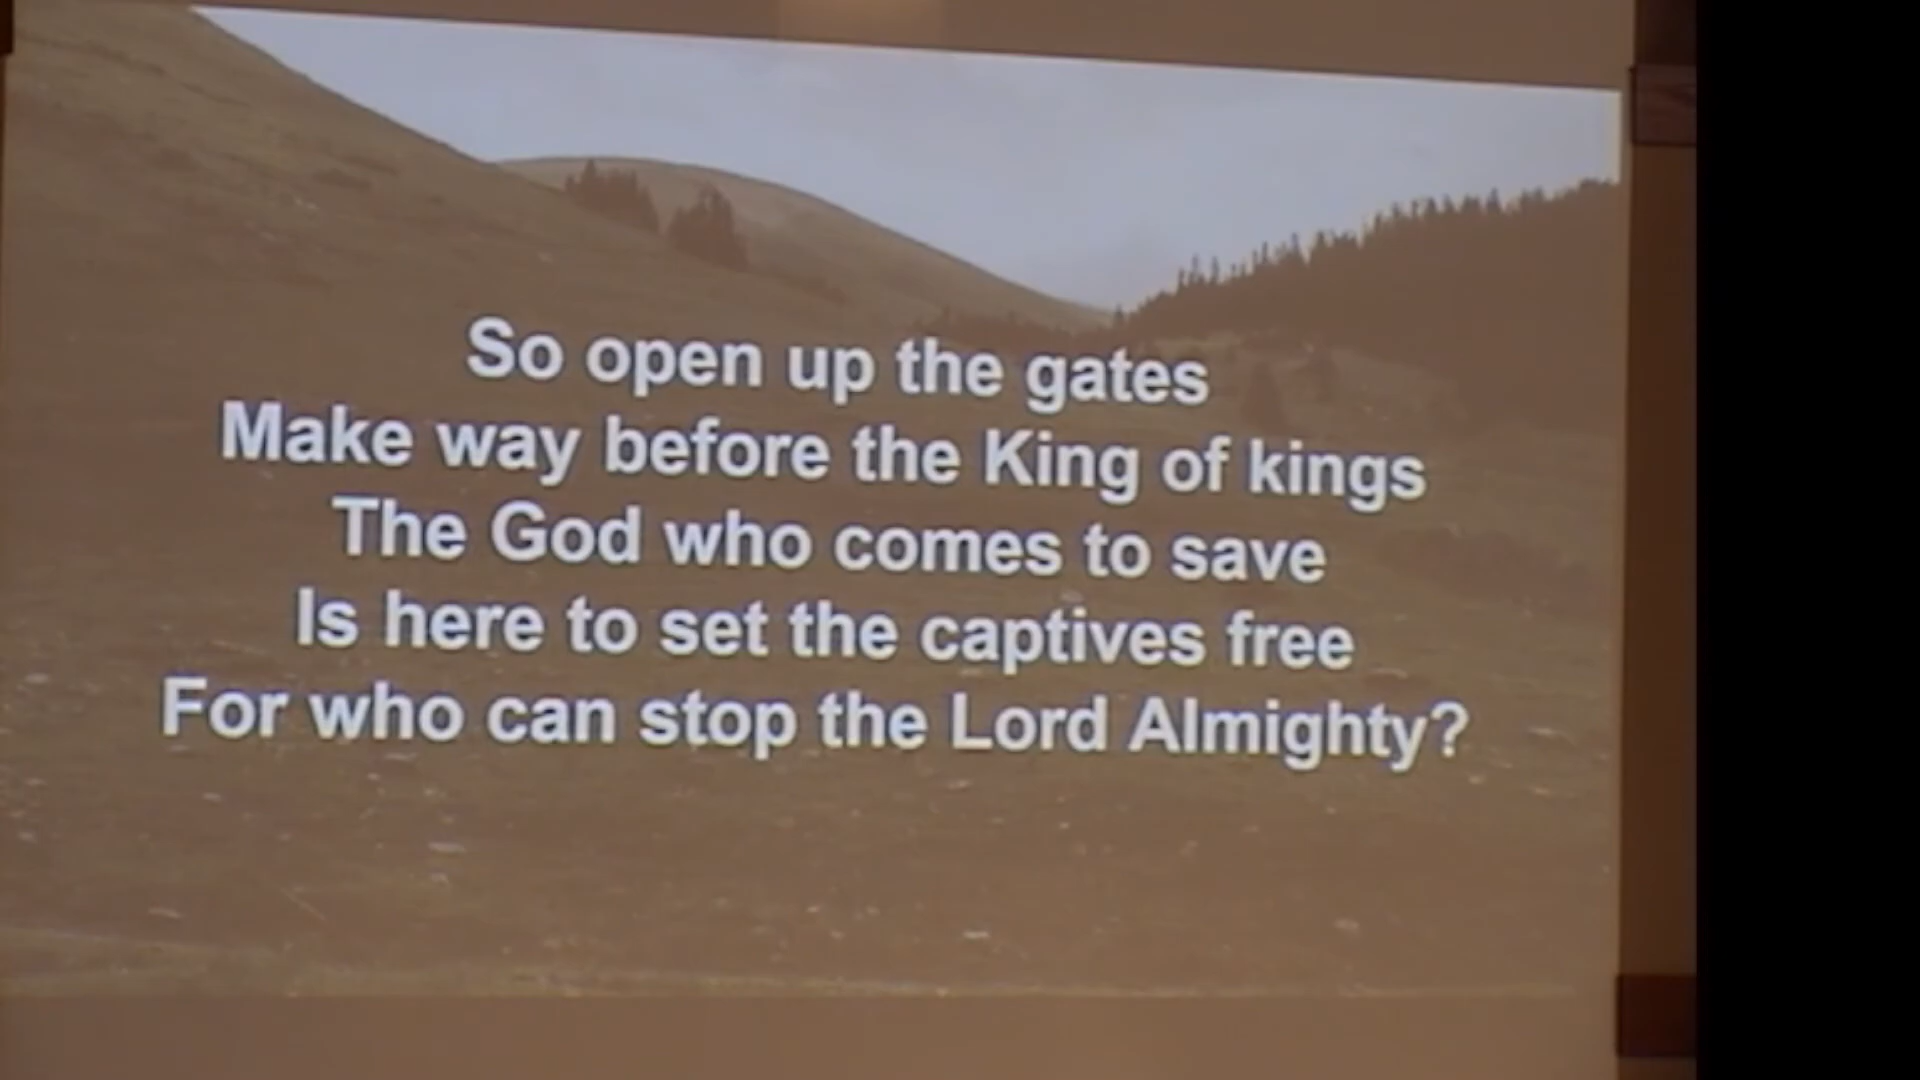 So open up the gates
Make way before the King of kings
The God who comes to save
Is here to set the captives free
For who can stop the Lord Almighty?